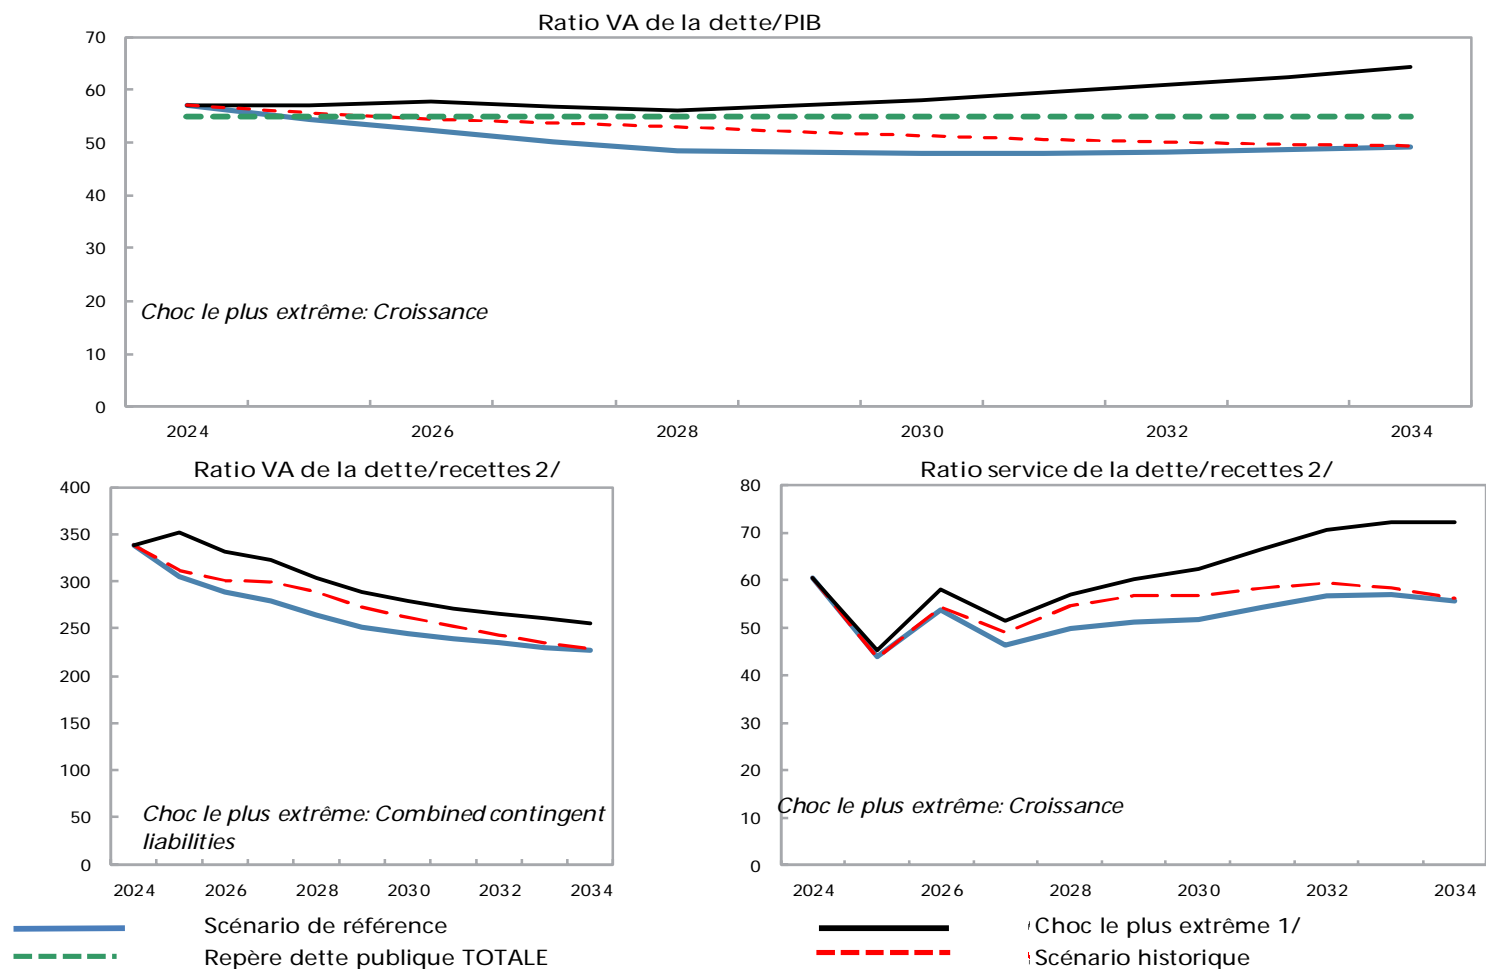 Ratio VA de la dette/PIB
70
60
50
40
30
20
10
0
Choc le plus extrême: Croissance
2024 2026 2028 2030 2032 2034
Ratio VA de la dette/recettes 2/
400
350
300
250
200
150
100
50
0
Choc le plus extrême: Combined contingent
liabilities
2024 2026 2028 2030 2032 2034
Ratio service de la dette/recettes 2/
80
70
60
50
40
30
20
10
0
Choc le plus extrême: Croissance
2024 2026 2028 2030 2032 2034
Scénario de référence
Choc le plus extrême 1/
Repère dette publique TOTALE
Scénario historique